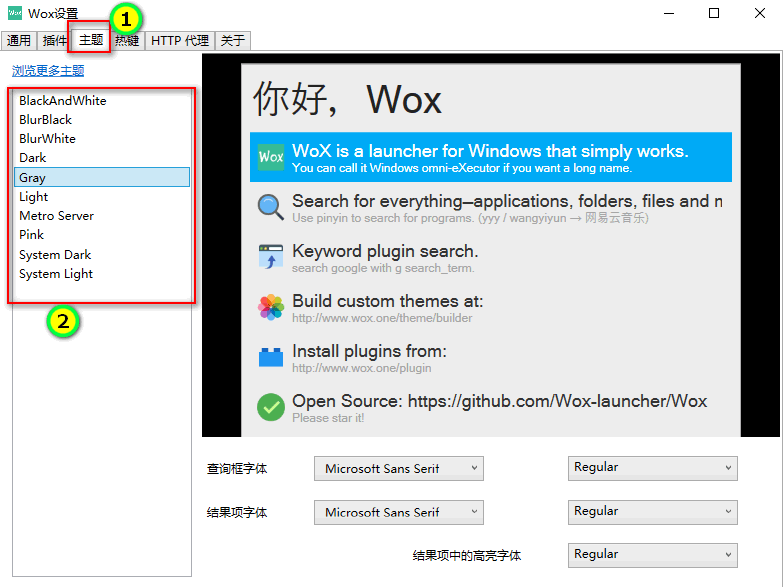 Wox设置
1
通用 插件 主题 热键 HTTP 代理 关于
浏览更多主题
BlackAndWhite
BlurBlack
BlurWhite
Dark
Gray
Light
Metro Server
Pink
System Dark
System Light
2
你好， Wox
Wox
WoX is a launcher for Windows that simply works.
You can call it Windows omni-eXecutor if you want a long name.
Search for everything—applications, folders, files and
Use pinyin to search for programs. (yyy / wangyiyun → 网易云音乐)
Keyword plugin search.
search google with g search_term.
Build custom themes at:
http://www.wox.one/theme/builder
Install plugins from:
http://www.wox.one/plugin
Open Source: https://github.com/Wox-launcher/Wox
Please star it!
查询框字体 Microsoft Sans Serif Regular
结果项字体 Microsoft Sans Serif Regular
结果项中的高亮字体 Regular